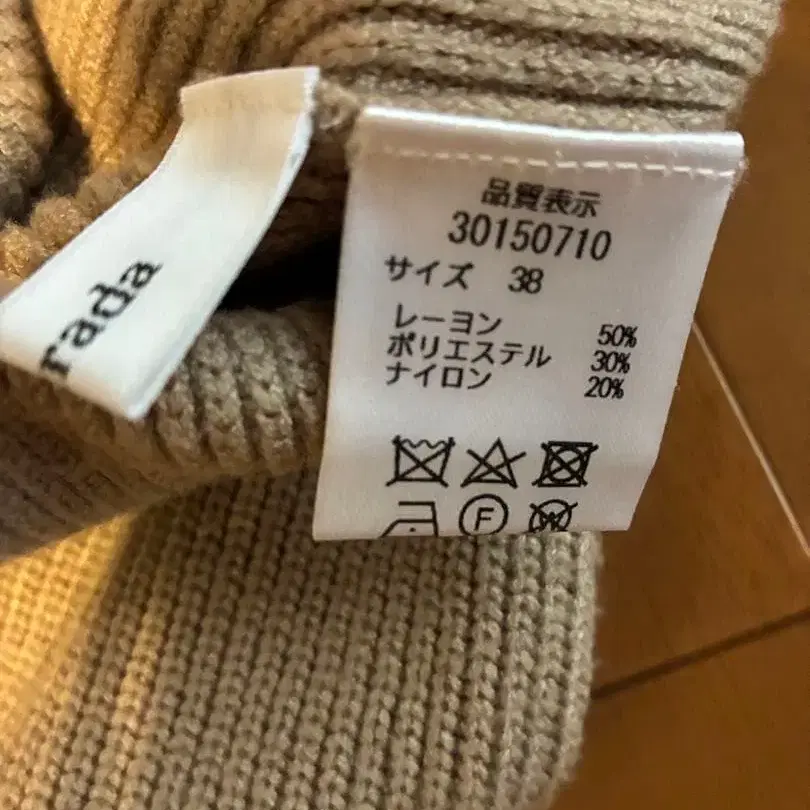 rada
品質表示
30150710
サイズ 38
レーヨン 50%
ポリエステル 30%
ナイロン 20%
F
W